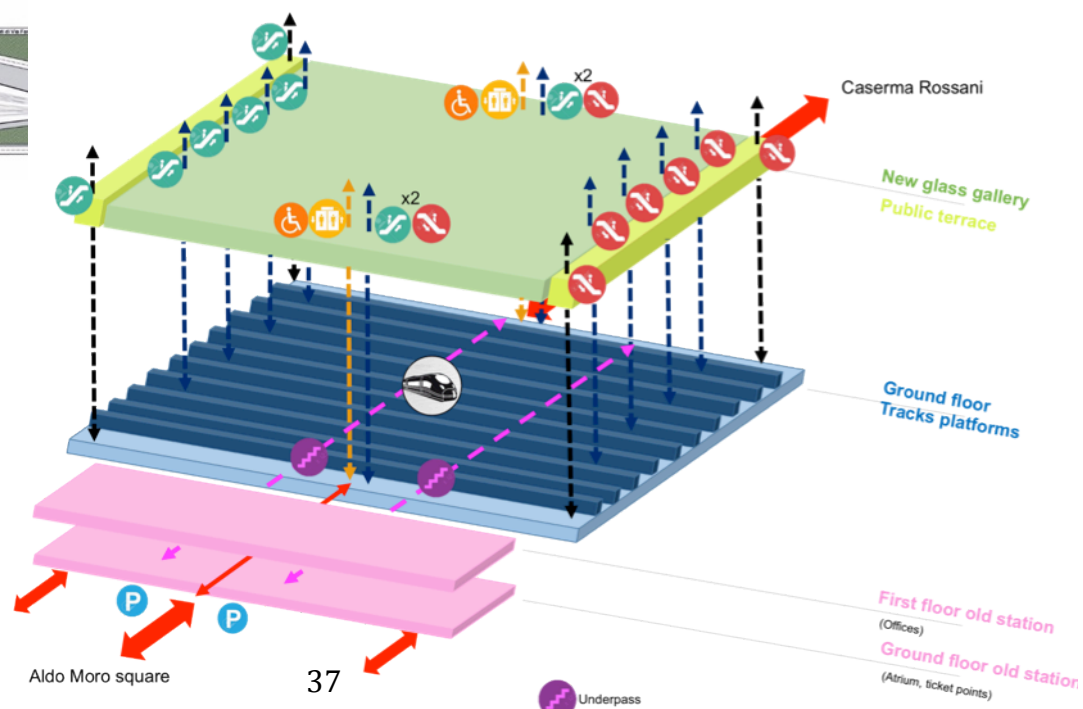 x2
Caserma Rossani
New glass gallery
Public terrace
x2
Ground floor
Tracks platforms
P
P
First floor old station
(Offices)
Ground floor old station
(Atrium, ticket points)
Aldo Moro square
37
Underpass